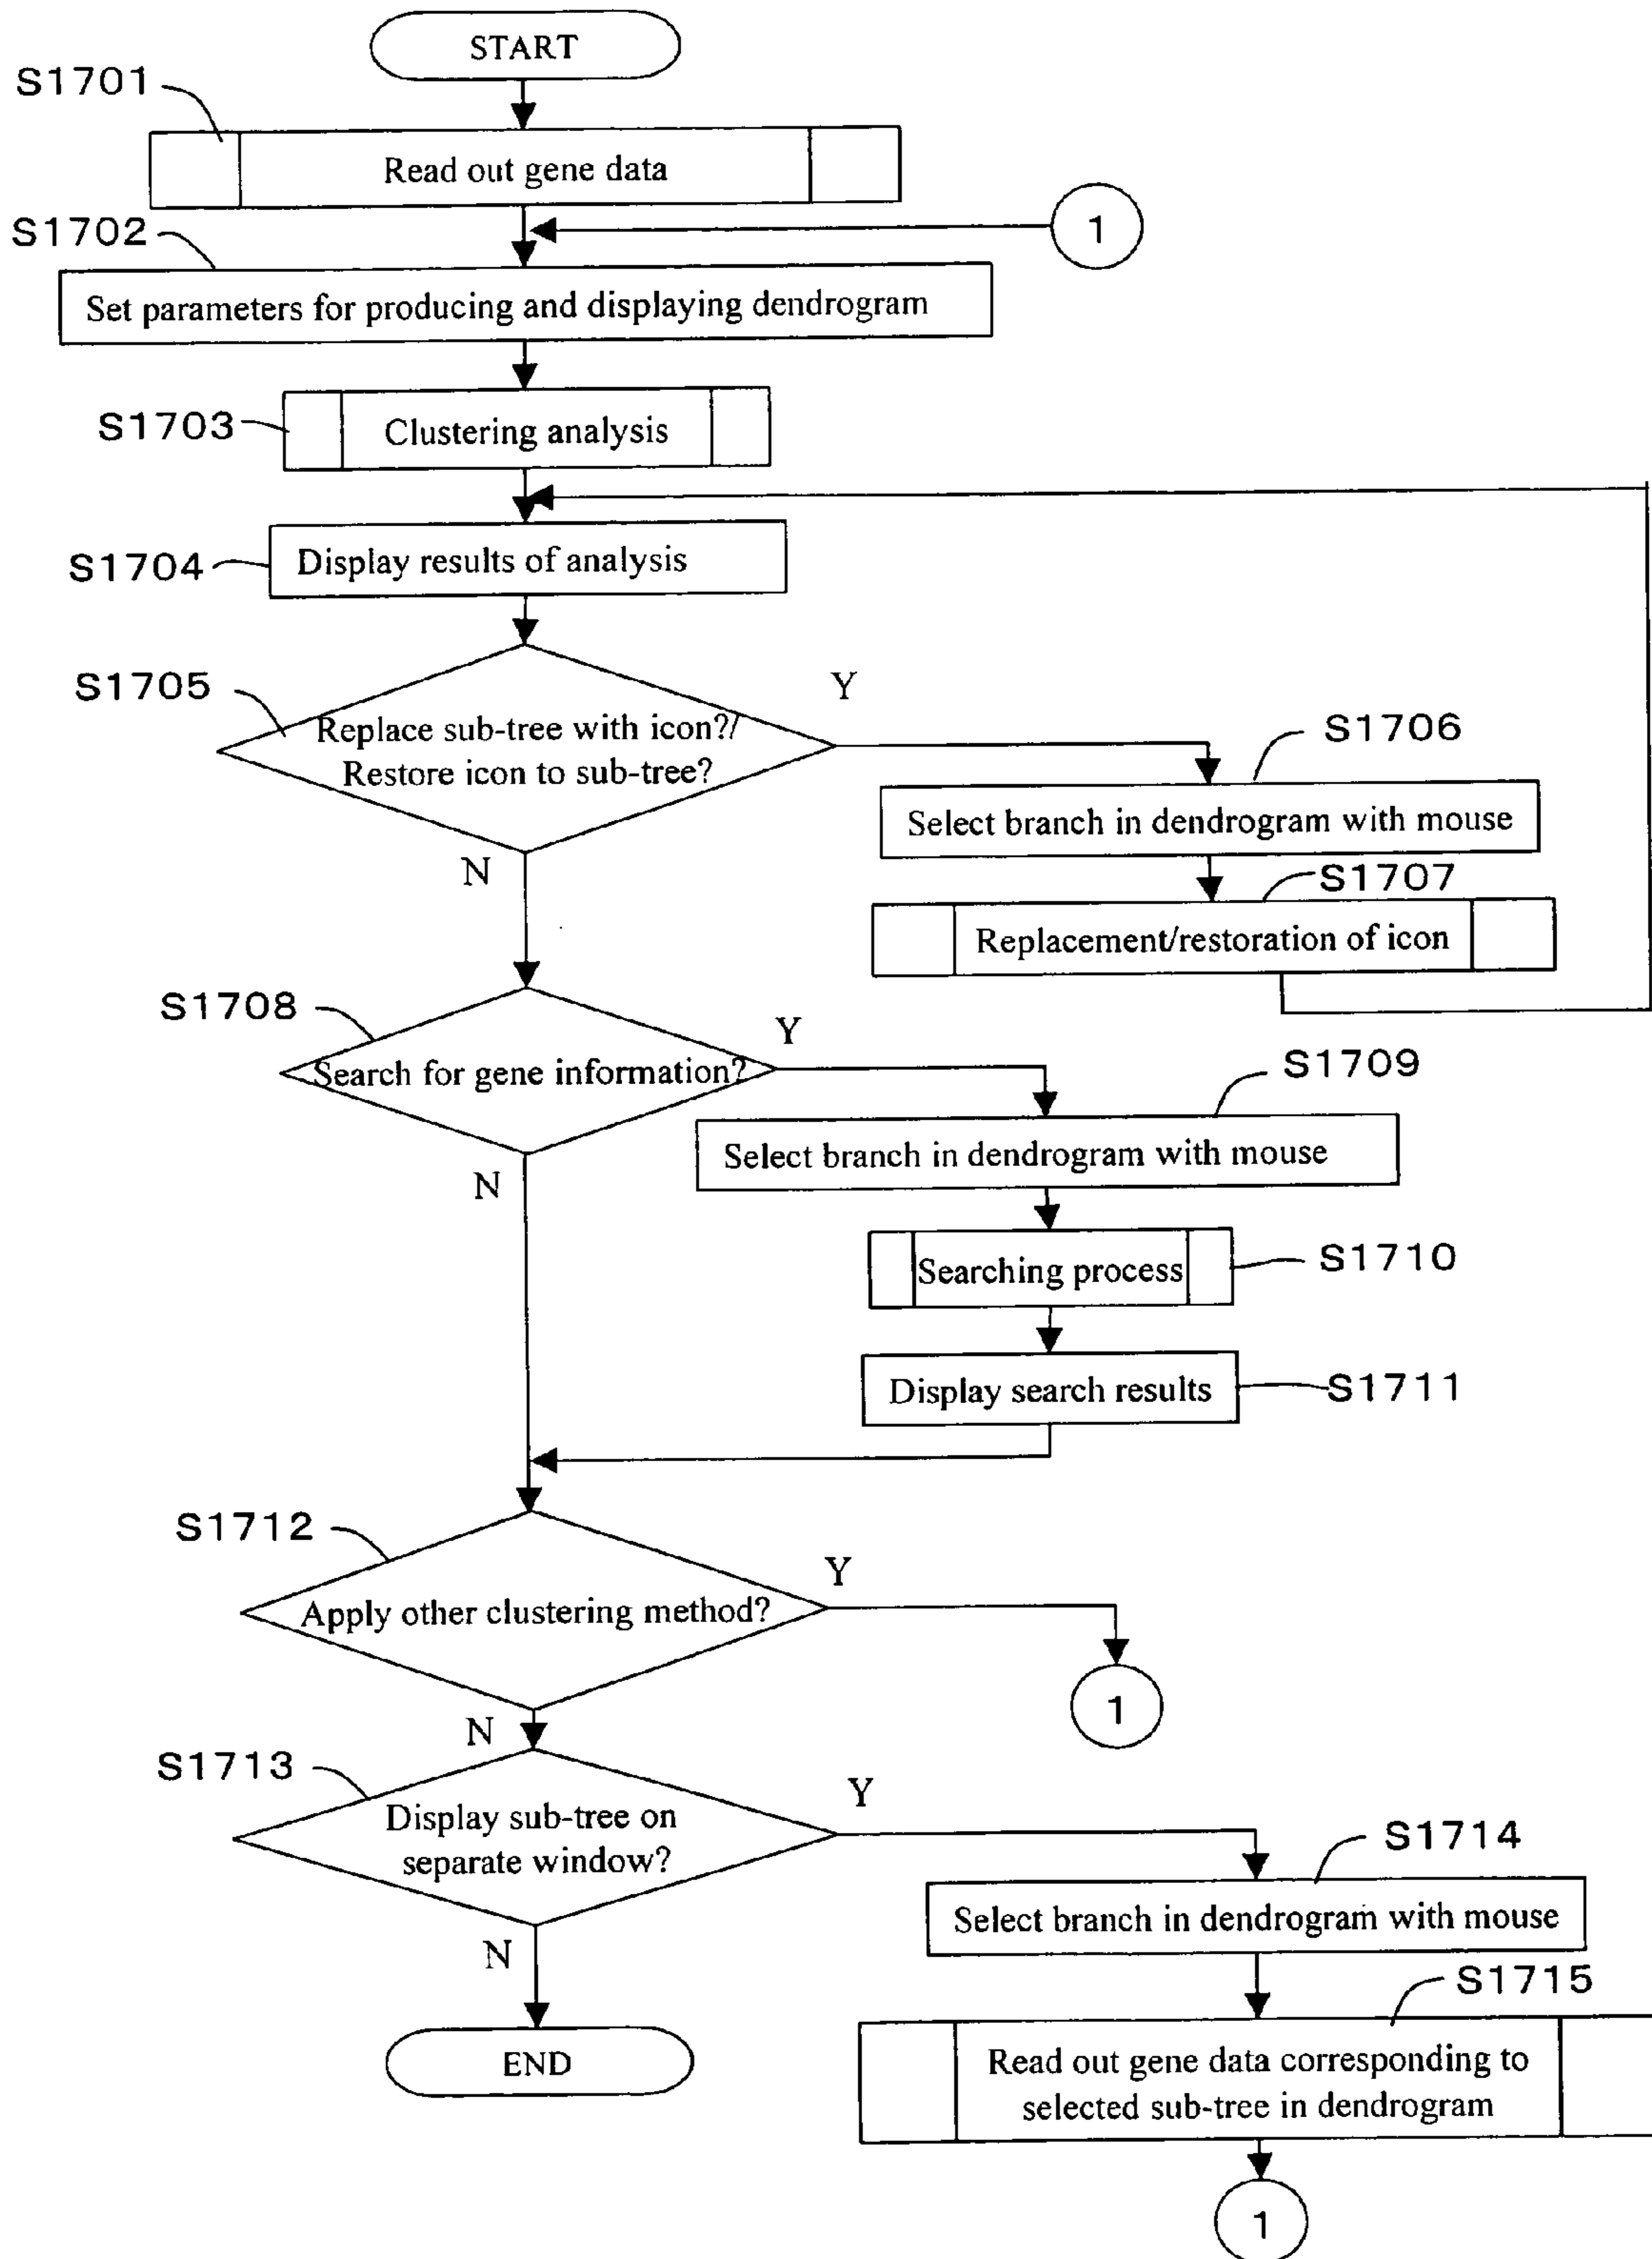 START
S1701
Read out gene data
1
S1702
Set parameters for producing and displaying dendrogram
S1703
Clustering analysis
S1704
Display results of analysis
S1705
Y
Replace sub-tree with icon?/
Restore icon to sub-tree?
S1706
Select branch in dendrogram with mouse
N
S1707
Replacement/restoration of icon
S1708
Y
Search for gene information?
S1709
Select branch in dendrogram with mouse
N
Searching process
S1710
Display search results
S1711
S1712
Y
Apply other clustering method?
1
N
S1713
Y
Display sub-tree on
separate window?
S1714
Select branch in dendrogram with mouse
N
S1715
Read out gene data corresponding to
selected sub-tree in dendrogram
END
1